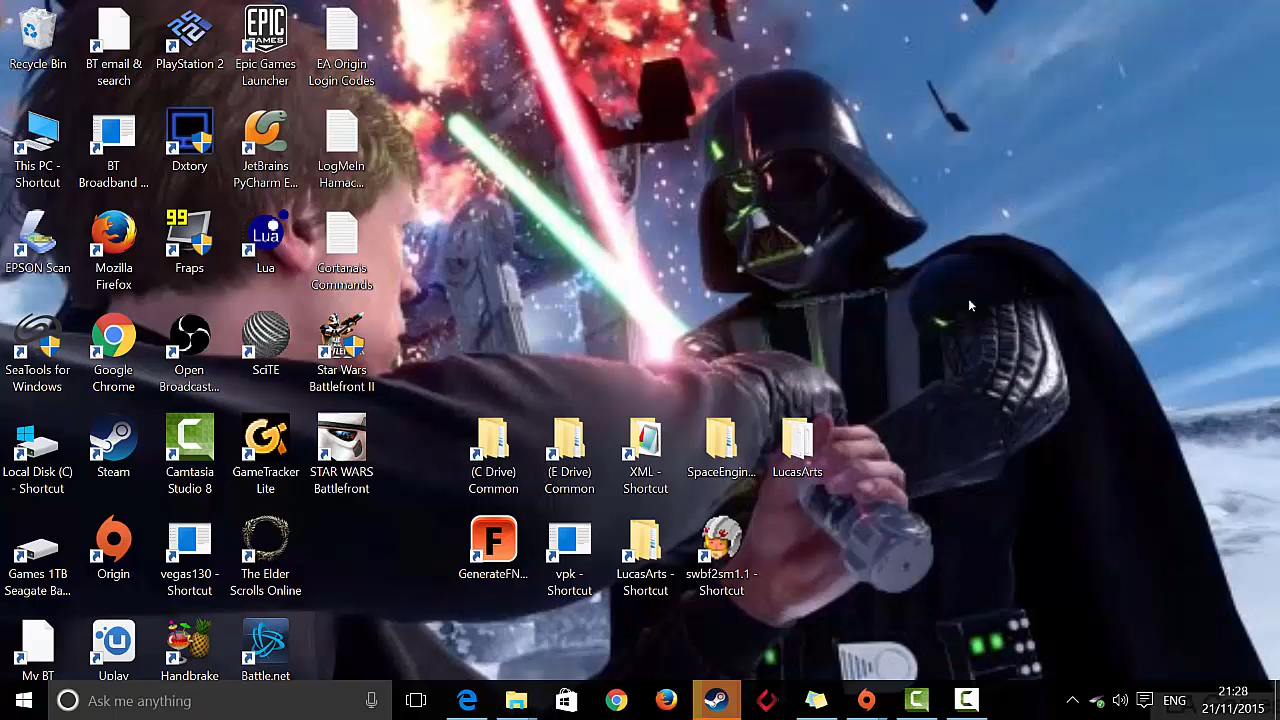 Recycle Bin
BT email &
search
PlayStation 2
EPIC
GAMES
Epic Games
Launcher
EA Origin
Login Codes
This PC -
Shortcut
BT
Broadband ...
Dxtory
JetBrains
PyCharm E...
LogMeIn
Hamac...
EPSON Scan
Mozilla
Firefox
99
Fraps
Lua
Lua
Cortana's
Commands
SeaTools for
Windows
Google
Chrome
Open
Broadcast...
SciTE
Star Wars
Battlefront II
Local Disk (C)
- Shortcut
Steam
C
Camtasia
Studio 8
G
GameTracker
Lite
STAR WARS
Battlefront
(C Drive)
Common
(E Drive)
Common
XML -
Shortcut
SpaceEngin...
LucasArts
Games 1TB
Seagate Ba...
Origin
vegas130 -
Shortcut
The Elder
Scrolls Online
F
GenerateFN...
vpk -
Shortcut
LucasArts -
Shortcut
swbf2sm1.1 -
Shortcut
My BT
Uplay
Handbrake
Battle.net
Ask me anything
ENG
11:28
21/11/2015